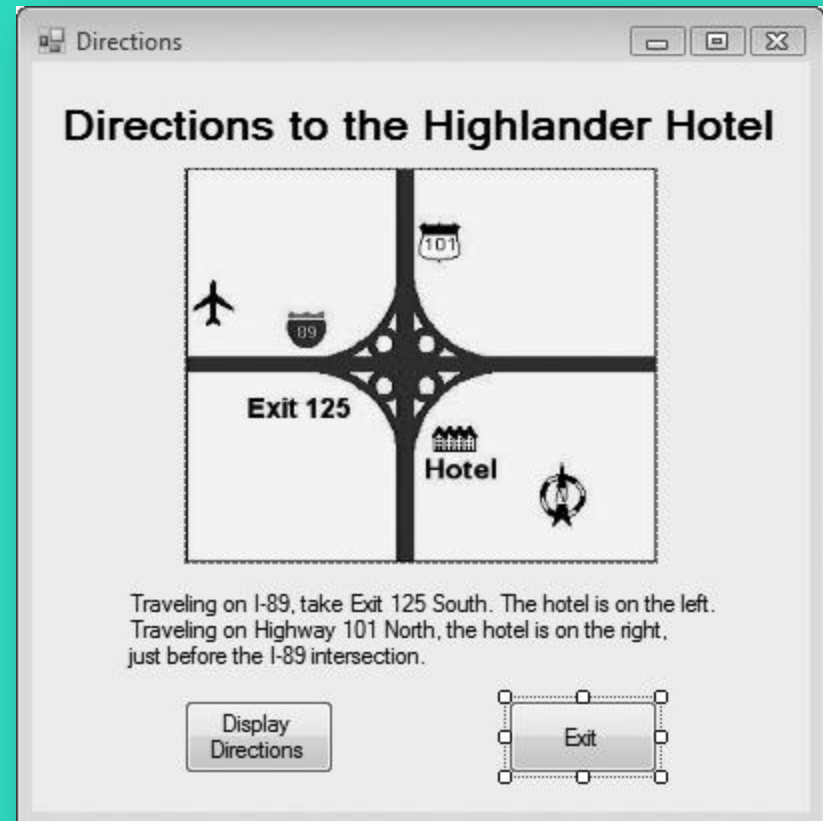 Directions
Directions to the Highlander Hotel
101
89
Exit 125
Hotel
N
Traveling on I-89, take Exit 125 South. The hotel is on the left.
Traveling on Highway 101 North, the hotel is on the right,
just before the I-89 intersection.
Display
Directions
Exit